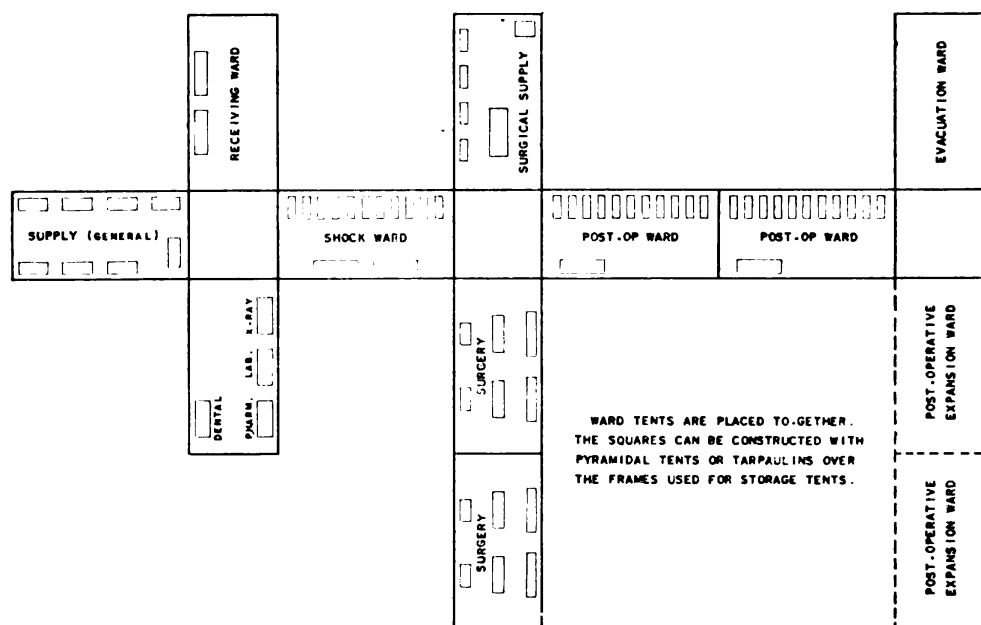 RECEIVING WARD
SURGICAL SUPPLY
EVACUATION WARD
SUPPLY (GENERAL)
SHOCK WARD
POST-OP WARD
POST-OP WARD
DENTAL
PHARM. LAB. X-RAY
SURGERY
SURGERY
WARD TENTS ARE PLACED TO-GETHER.
THE SQUARES CAN BE CONSTRUCTED WITH
PYRAMIDAL TENTS OR TARPAULINS OVER
THE FRAMES USED FOR STORAGE TENTS.
POST-OPERATIVE
EXPANSION WARD
POST-OPERATIVE
EXPANSION WARD